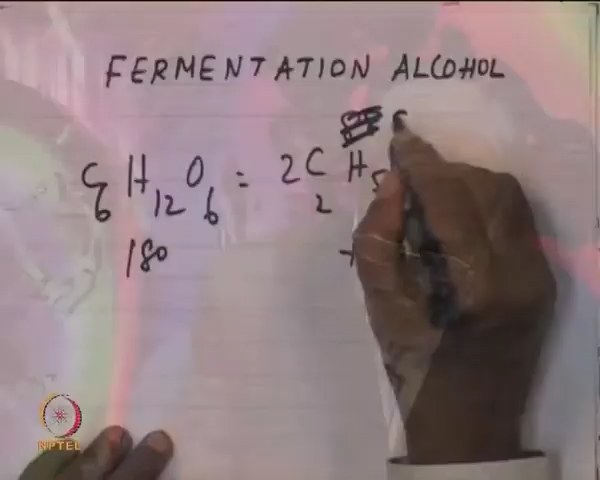 FERMENTATION ALCOHOL
C6H12O6 = 2C2H5
180 +
NPTEL